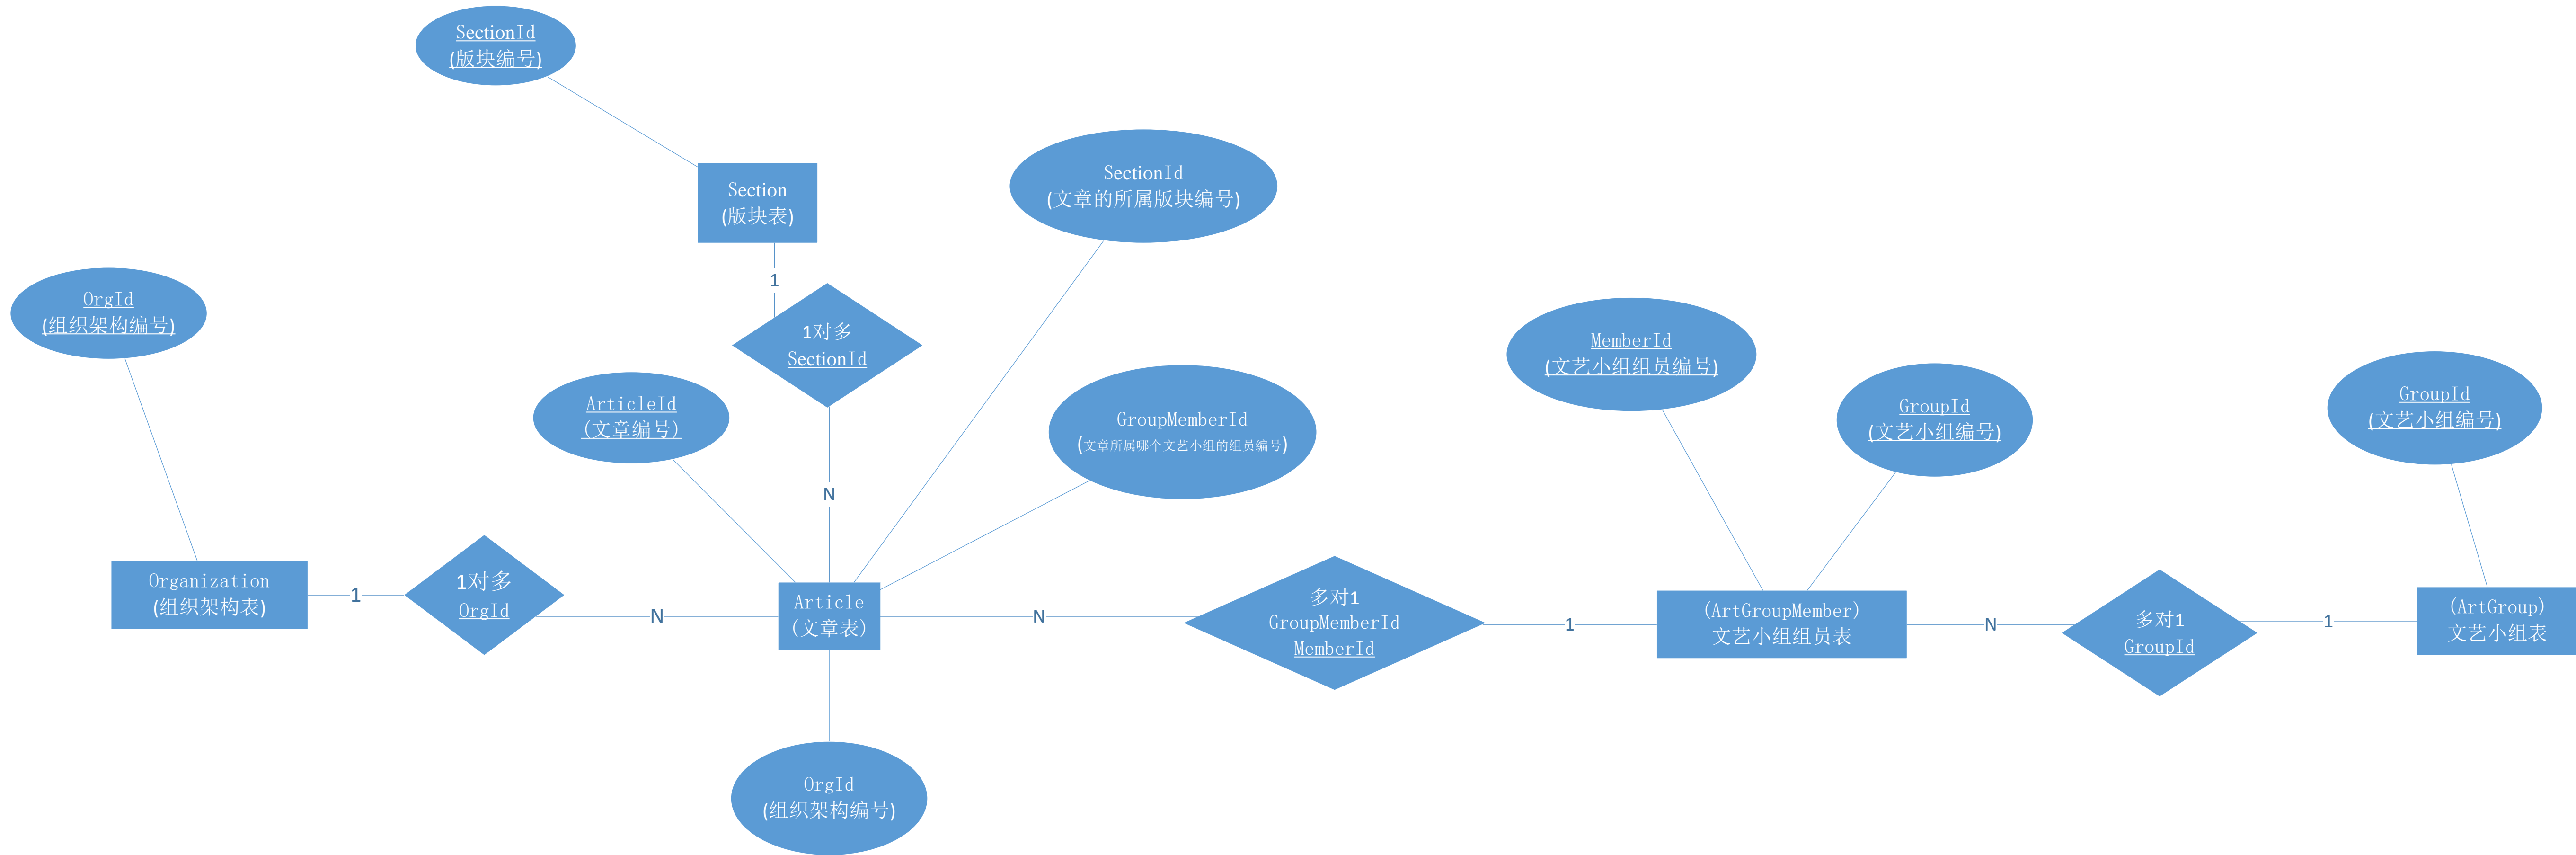 SectionId
(版块编号)
Section
(版块表)
SectionId
(文章的所属版块编号)
1
OrgId
(组织架构编号)
1对多
SectionId
ArticleId
(文章编号)
GroupMemberId
(文章所属哪个文艺小组的组员编号)
MemberId
(文艺小组组员编号)
GroupId
(文艺小组编号)
GroupId
(文艺小组编号)
N
Organization
(组织架构表)
1
1对多
OrgId
N
Article
(文章表)
N
多对1
GroupMemberId
MemberId
1
(ArtGroupMember)
文艺小组组员表
N
多对1
GroupId
1
(ArtGroup)
文艺小组表
OrgId
(组织架构编号)